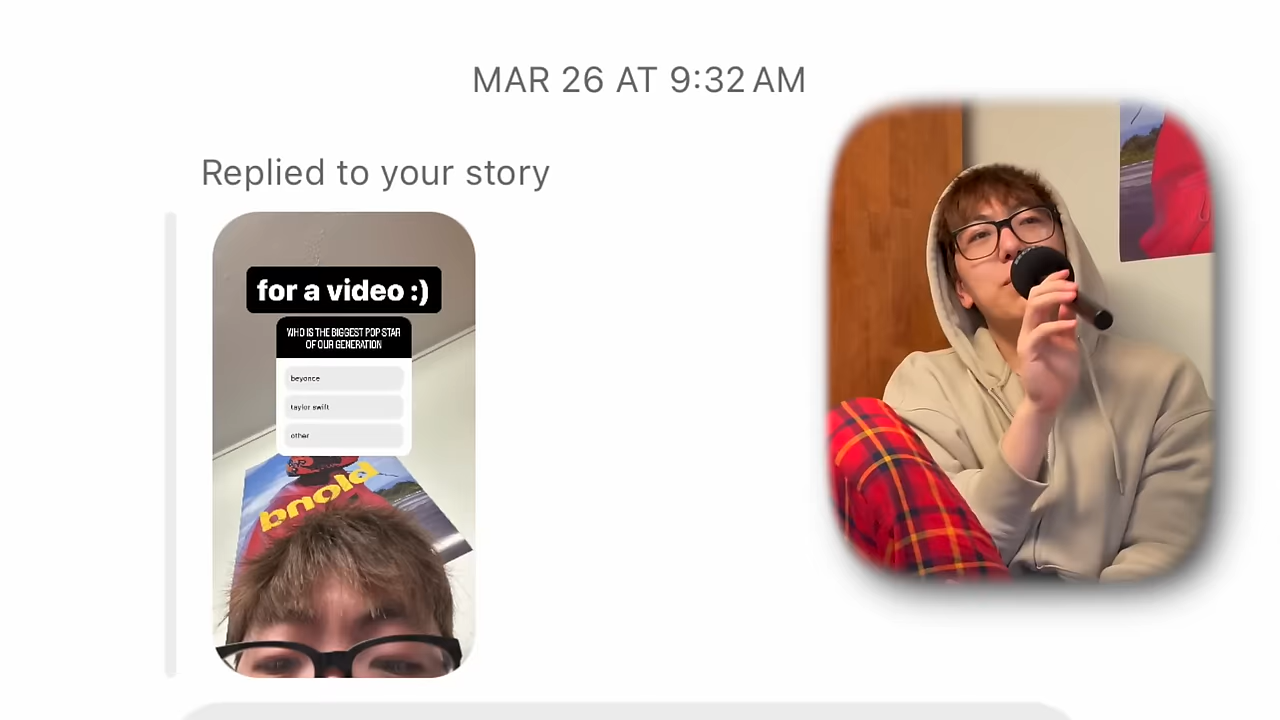 MAR 26 AT 9:32 AM
Replied to your story
for a video :)
WHO IS THE BIGGEST POP STAR
OF OUR GENERATION
beyonce
taylor swift
other